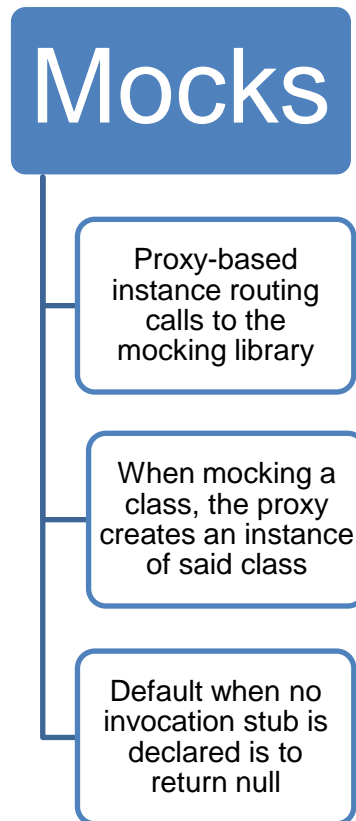 Mocks
Proxy-based
instance routing
calls to the
mocking library
When mocking a
class, the proxy
creates an instance
of said class
Default when no
invocation stub is
declared is to
return null